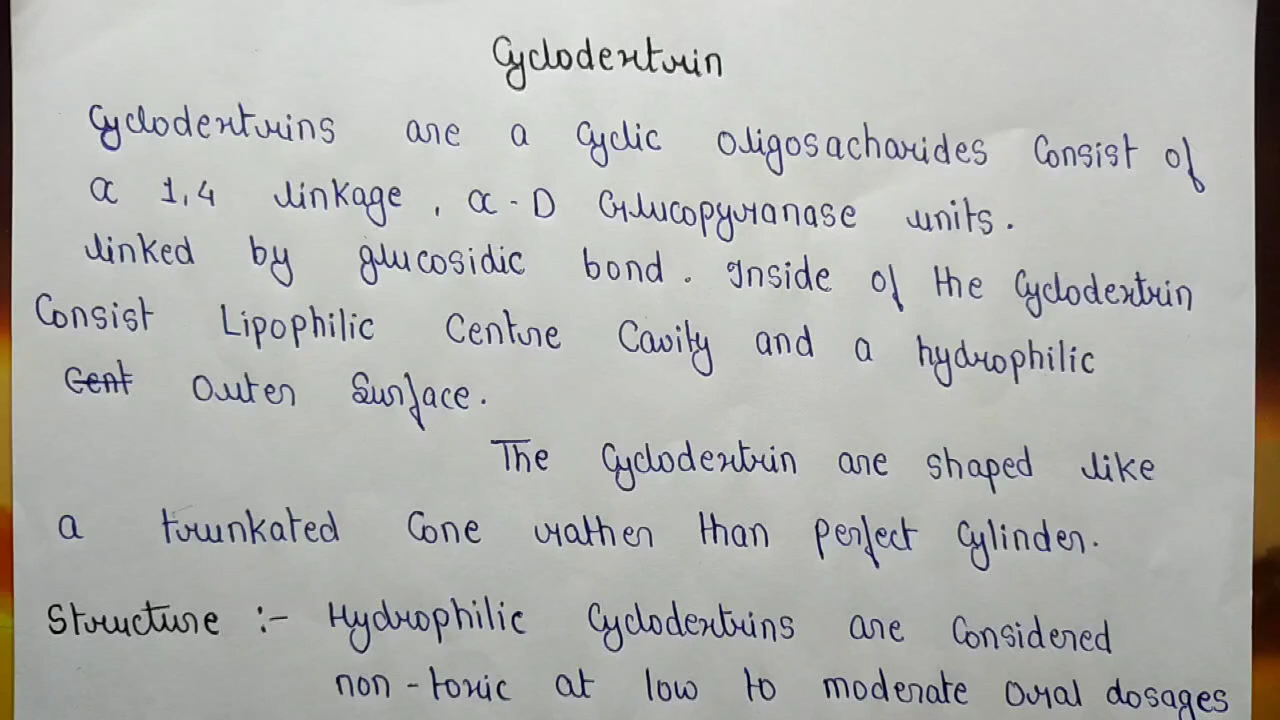 Cyclodextrin
Cyclodextrins are a cyclic oligosacharides consist of
α 1,4 linkage, α-D Glucopyranase units.
linked by glucosidic bond. Inside of the Cyclodextrin
Consist Lipophilic Centre Cavity and a hydrophilic
Cent Outer Surface.
The Cyclodextrin are shaped like
a trunkated Cone rather than perfect Cylinder.
Structure :- Hydrophilic Cyclodextrins are Considered
non-toxic at low to moderate oral dosages